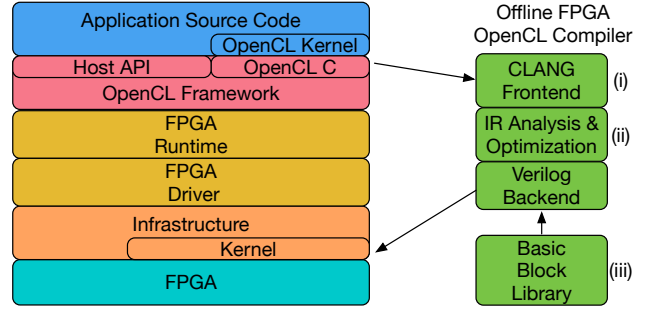 Application Source Code
OpenCL Kernel
Host API
OpenCL C
OpenCL Framework
FPGA
Runtime
FPGA
Driver
Infrastructure
Kernel
FPGA
Offline FPGA
OpenCL Compiler
CLANG
Frontend
(i)
IR Analysis &
Optimization
(ii)
Verilog
Backend
Basic
Block
Library
(iii)